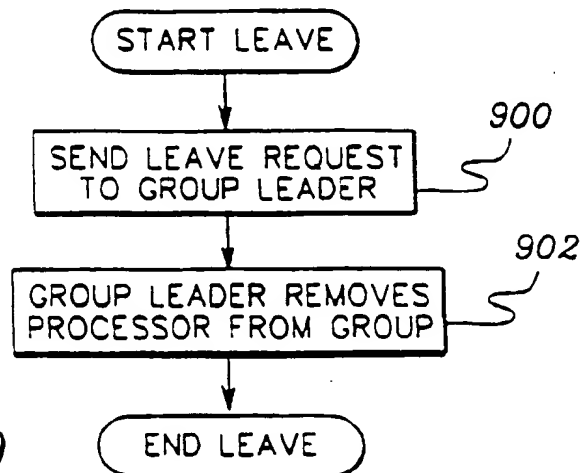 START LEAVE
900
SEND LEAVE REQUEST
TO GROUP LEADER
902
GROUP LEADER REMOVES
PROCESSOR FROM GROUP
END LEAVE